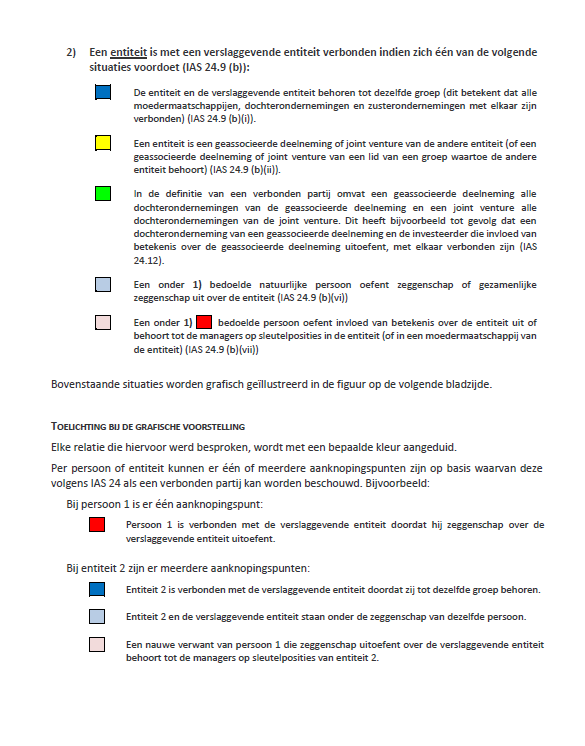 2) Een entiteit is met een verslaggevende entiteit verbonden indien zich één van de volgende
situaties voordoet (IAS 24.9 (b)):
De entiteit en de verslaggevende entiteit behoren tot dezelfde groep (dit betekent dat alle
moedermaatschappijen, dochterondernemingen en zusterondernemingen met elkaar zijn
verbonden) (IAS 24.9 (b)(i)).
Een entiteit is een geassocieerde deelneming of joint venture van de andere entiteit (of een
geassocieerde deelneming of joint venture van een lid van een groep waartoe de andere
entiteit behoort) (IAS 24.9 (b)(ii)).
In de definitie van een verbonden partij omvat een geassocieerde deelneming alle
dochterondernemingen van de geassocieerde deelneming en een joint venture alle
dochterondernemingen van de joint venture. Dit heeft bijvoorbeeld tot gevolg dat een
dochteronderneming van een geassocieerde deelneming en de investeerder die invloed van
betekenis over de geassocieerde deelneming uitoefent, met elkaar verbonden zijn (IAS
24.12).
Een onder 1) bedoelde natuurlijke persoon oefent zeggenschap of gezamenlijke
zeggenschap uit over de entiteit (IAS 24.9 (b)(vi))
Een onder 1) bedoelde persoon oefent invloed van betekenis over de entiteit uit of
behoort tot de managers op sleutelposities in de entiteit (of in een moedermaatschappij van
de entiteit) (IAS 24.9 (b)(vii))
Bovenstaande situaties worden grafisch geïllustreerd in de figuur op de volgende bladzijde.
TOELICHTING BIJ DE GRAFISCHE VOORSTELLING
Elke relatie die hiervoor werd besproken, wordt met een bepaalde kleur aangeduid.
Per persoon of entiteit kunnen er één of meerdere aanknopingspunten zijn op basis waarvan deze
volgens IAS 24 als een verbonden partij kan worden beschouwd. Bijvoorbeeld:
Bij persoon 1 is er één aanknopingspunt:
Persoon 1 is verbonden met de verslaggevende entiteit doordat hij zeggenschap over de
verslaggevende entiteit uitoefent.
Bij entiteit 2 zijn er meerdere aanknopingspunten:
Entiteit 2 is verbonden met de verslaggevende entiteit doordat zij tot dezelfde groep behoren.
Entiteit 2 en de verslaggevende entiteit staan onder de zeggenschap van dezelfde persoon.
Een nauwe verwant van persoon 1 die zeggenschap uitoefent over de verslaggevende entiteit
behoort tot de managers op sleutelposities van entiteit 2.